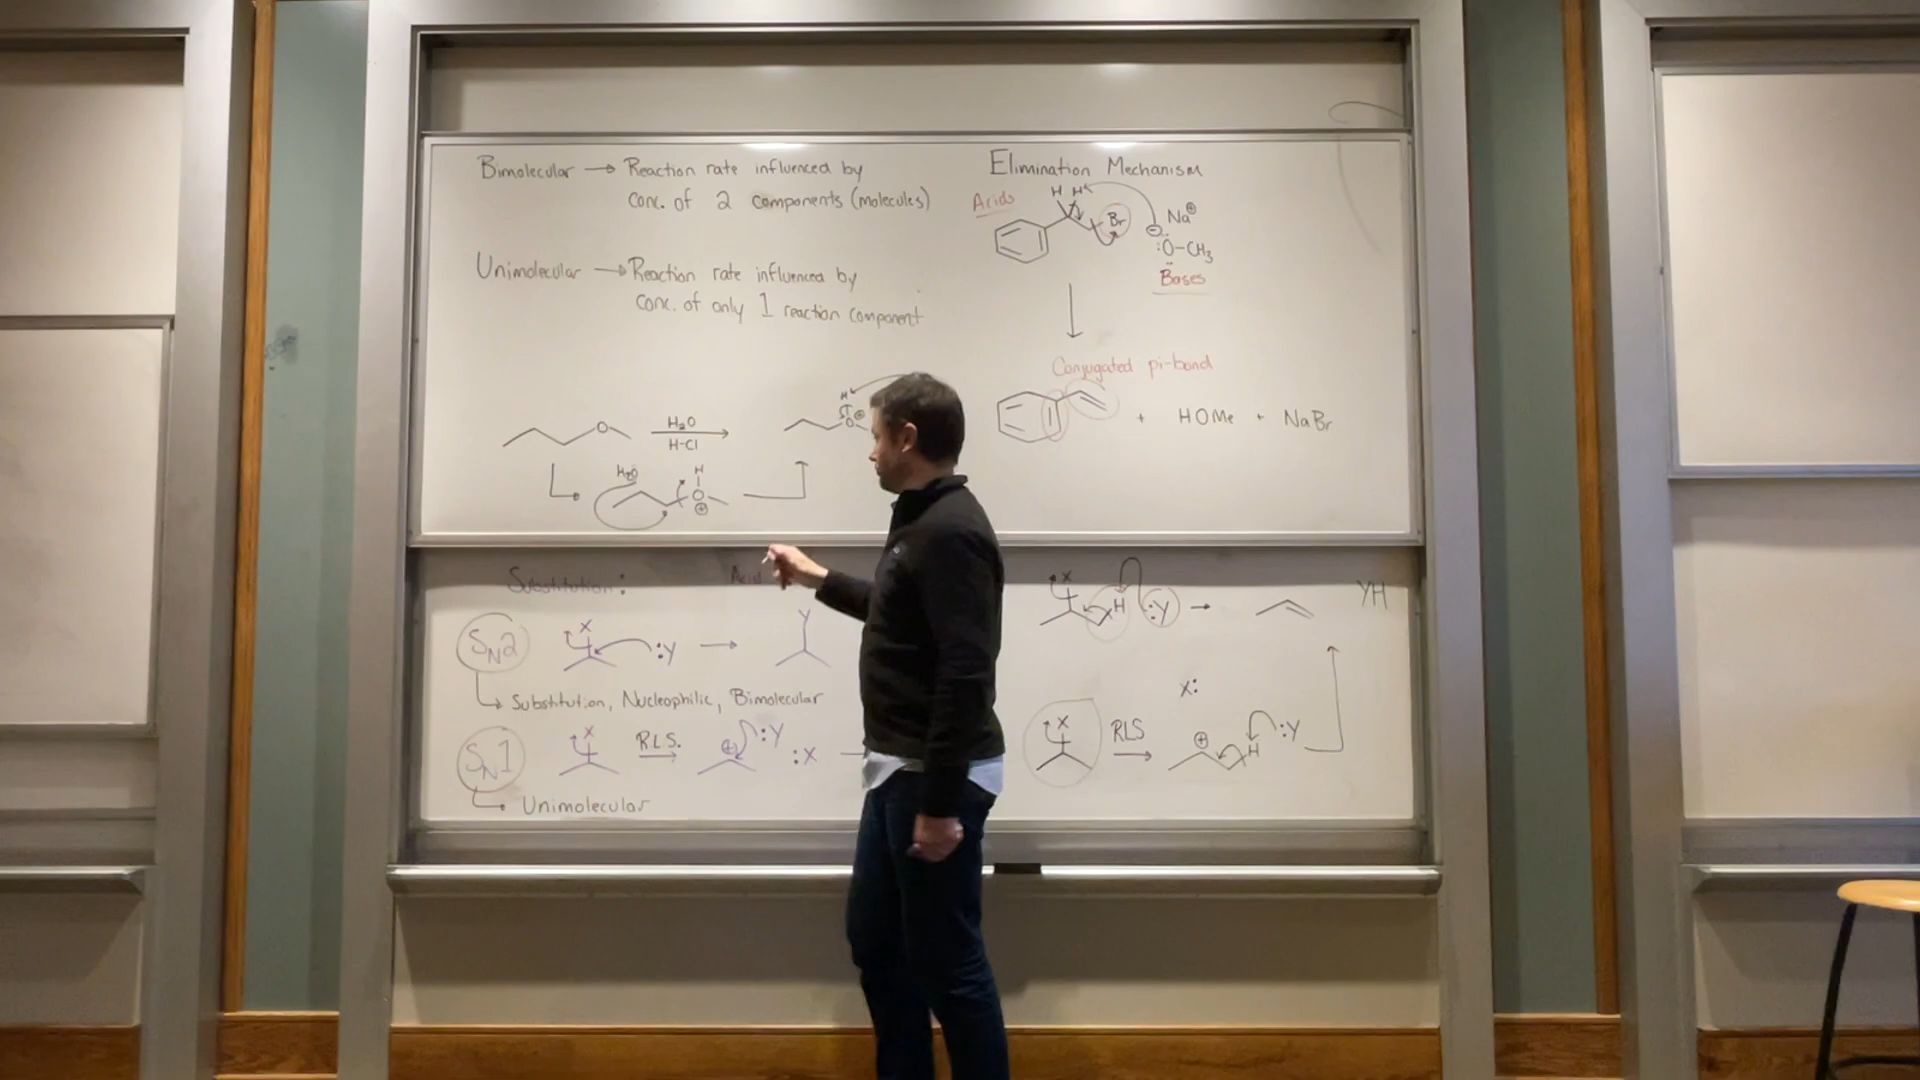 Bimolecular → Reaction rate influenced by
conc. of 2 components (molecules)
Unimolecular → Reaction rate influenced by
conc. of only 1 reaction component
O
H₂O
H-Cl
H
O
⊕
H₂O
H
O
⊕
Elimination Mechanism
Acids
H H
Br
Na⊕
⊖
:O-CH₃
Bases
Conjugated pi-bond
+ HOMe + NaBr
Substitution:
Acid
SN2
X
:Y →
Y
Substitution, Nucleophilic, Bimolecular
SN1
X
R.L.S.
⊕ :Y
:X
Unimolecular
X
H :Y →
YH
X:
X
RLS
⊕
H :Y